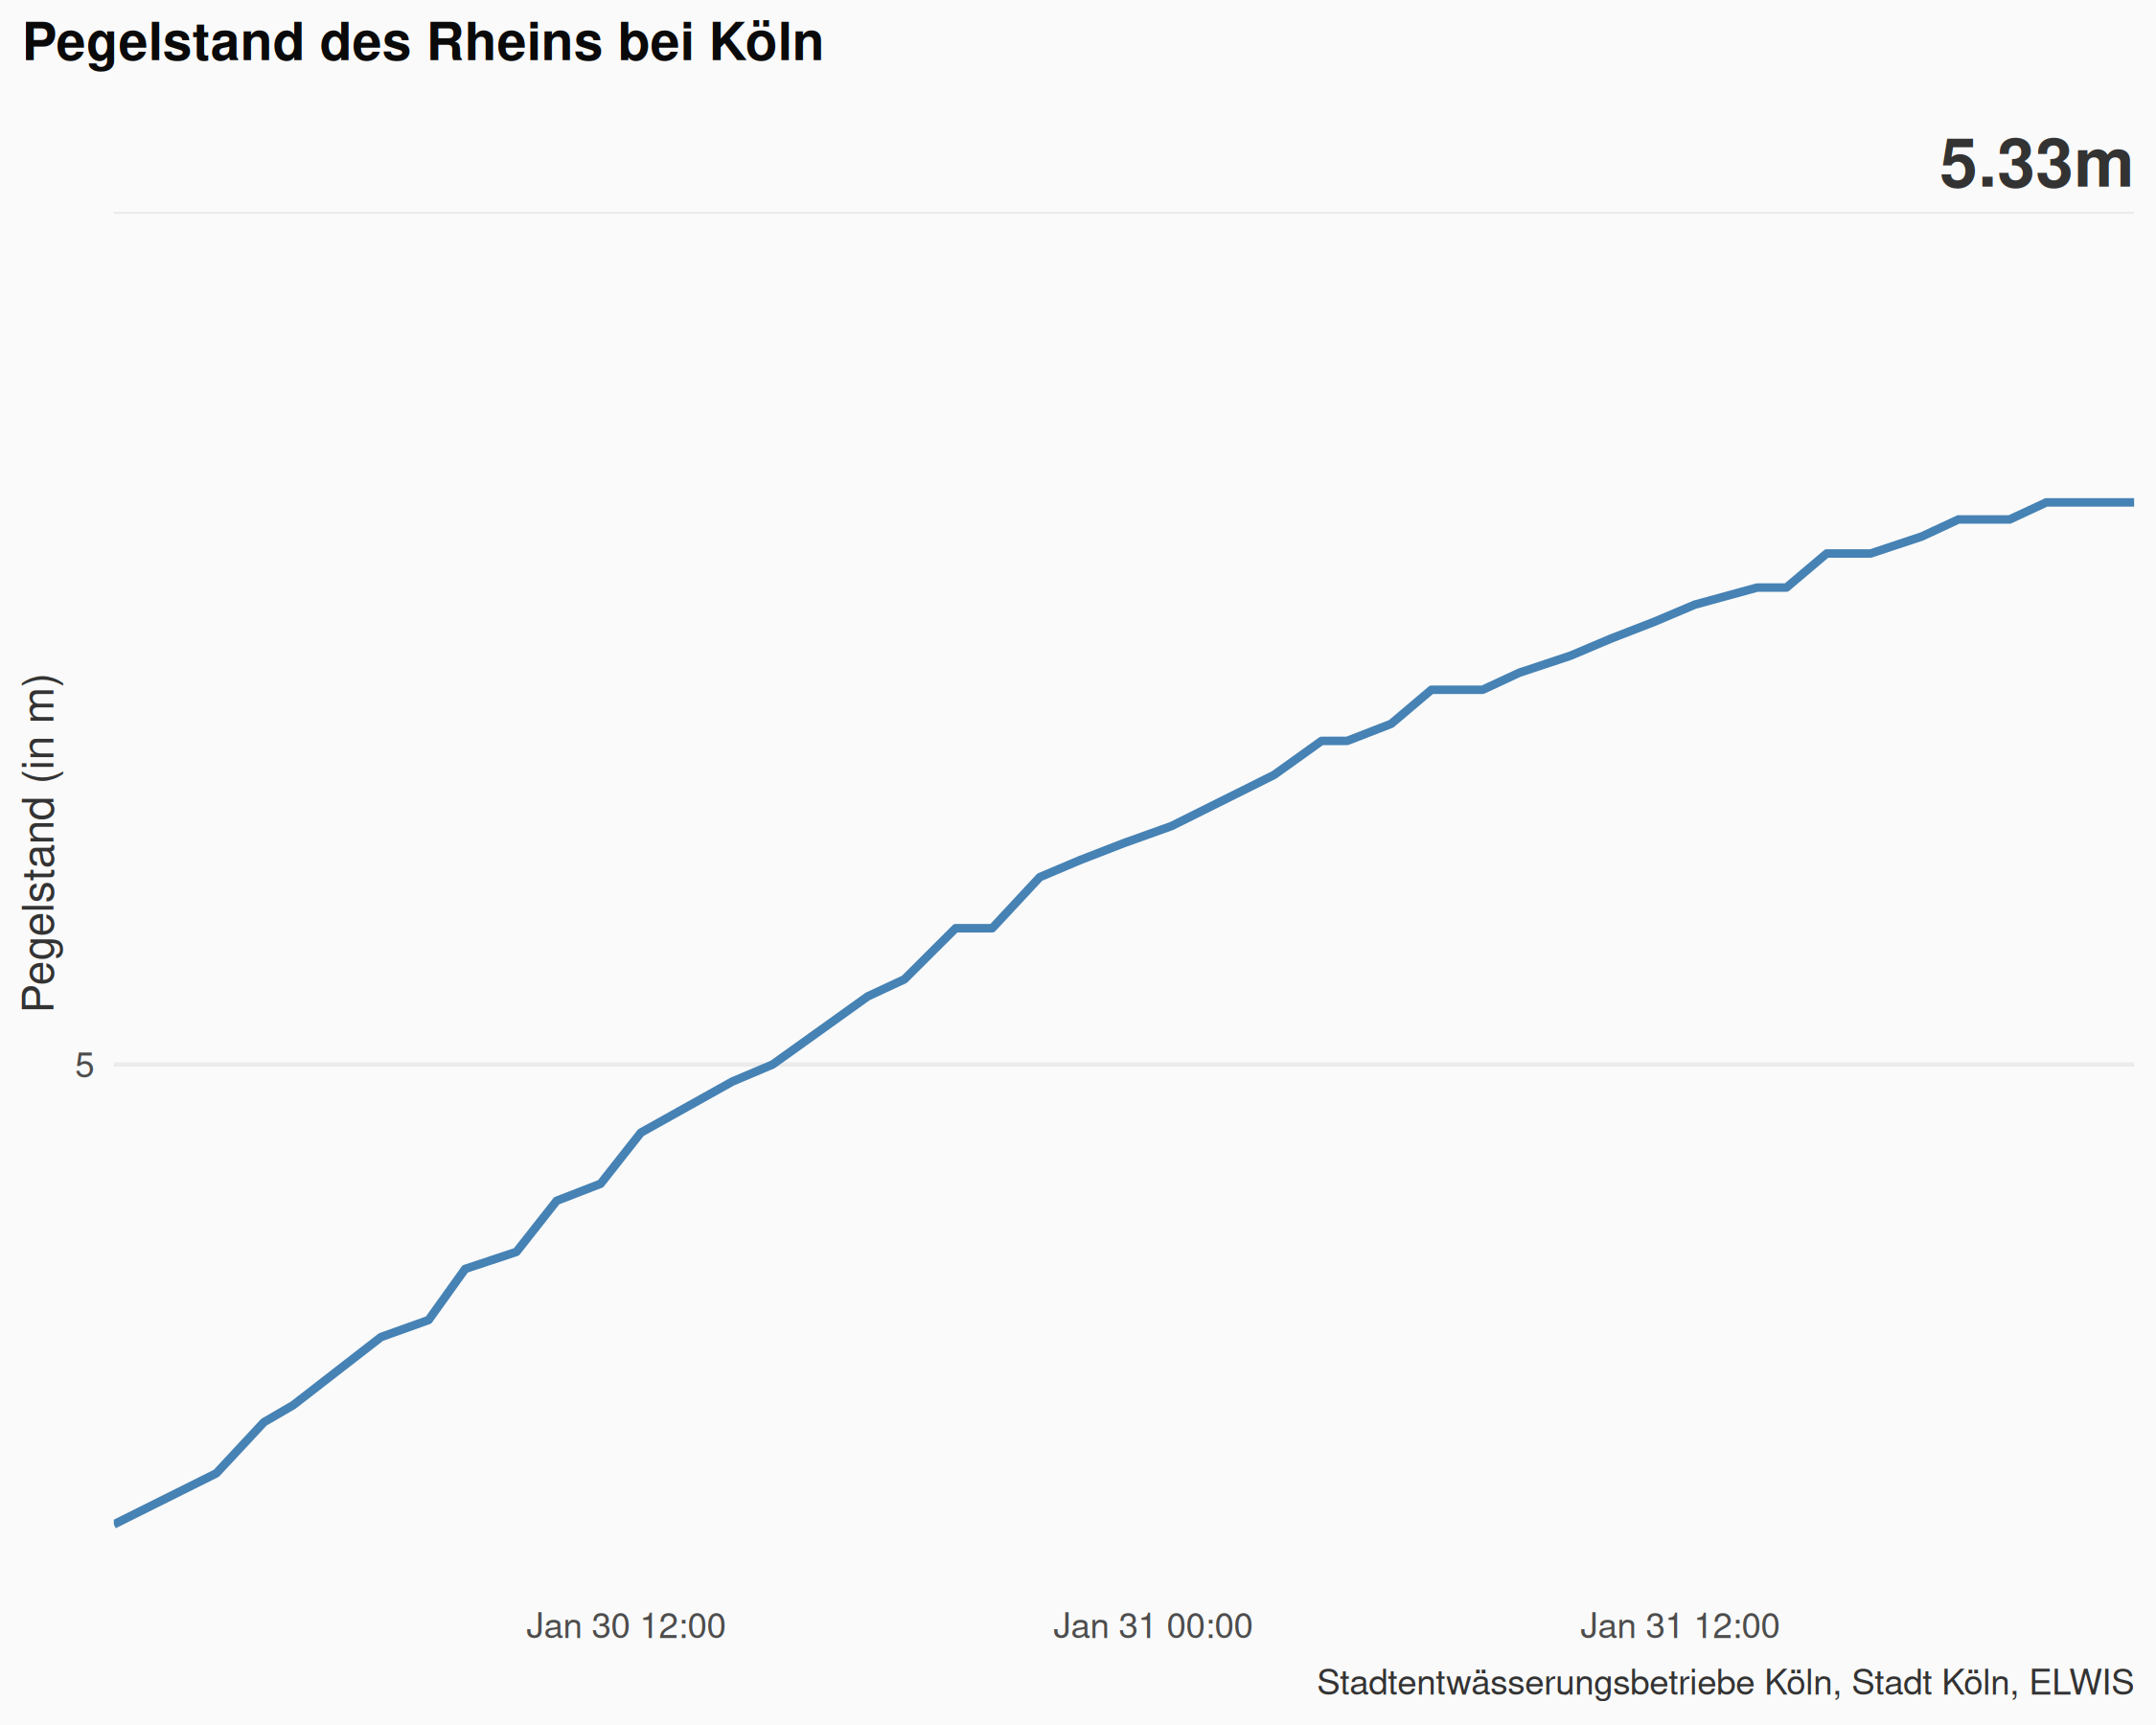 Pegelstand des Rheins bei Köln
5.33m
Pegelstand (in m)
5
Jan 30 12:00
Jan 31 00:00
Jan 31 12:00
Stadtentwässerungsbetriebe Köln, Stadt Köln, ELWIS